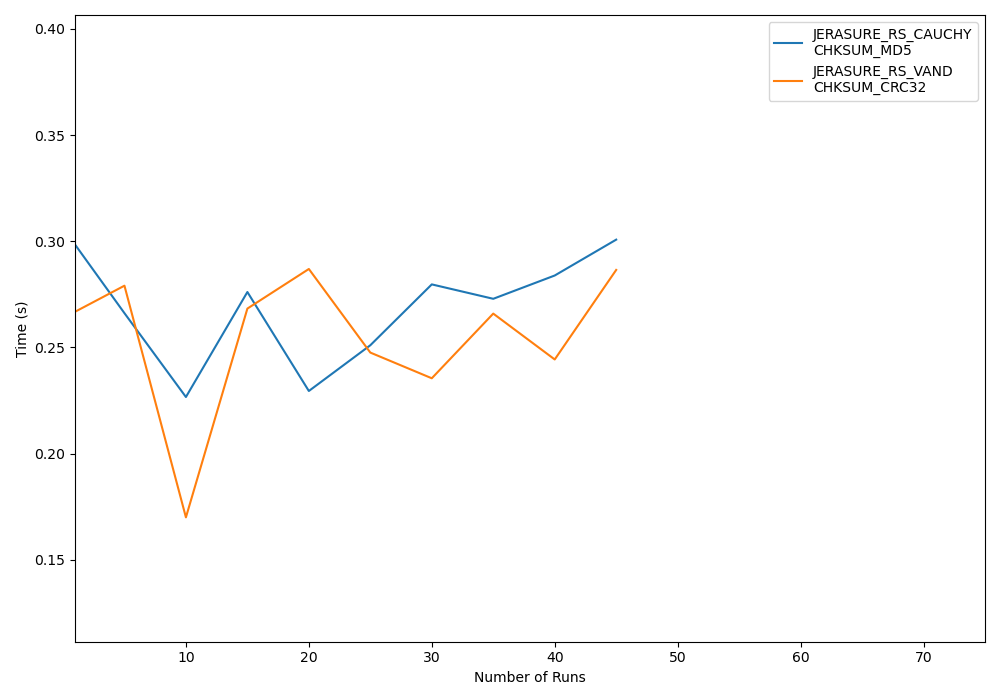 0.40
0.35
0.30
0.25
0.20
0.15
Time (s)
10 20 30 40 50 60 70
Number of Runs
JERASURE_RS_CAUCHY
CHKSUM_MD5
JERASURE_RS_VAND
CHKSUM_CRC32